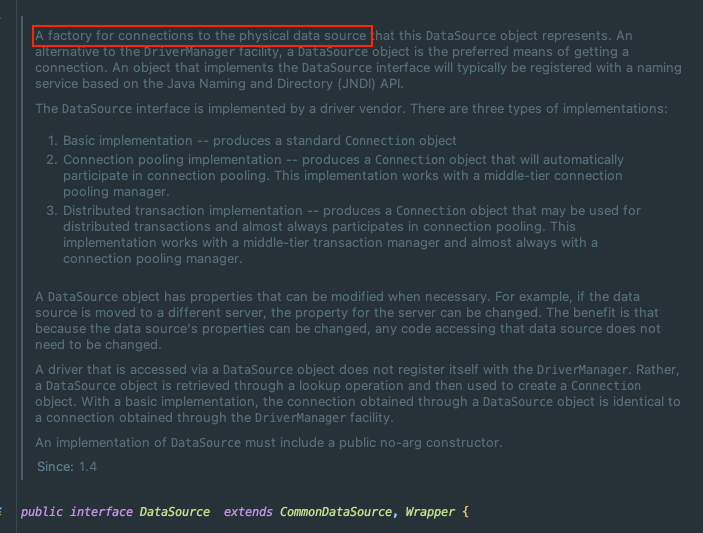 A factory for connections to the physical data source that this DataSource object represents. An
alternative to the DriverManager facility, a DataSource object is the preferred means of getting a
connection. An object that implements the DataSource interface will typically be registered with a naming
service based on the Java Naming and Directory (JNDI) API.
The DataSource interface is implemented by a driver vendor. There are three types of implementations:
1. Basic implementation -- produces a standard Connection object
2. Connection pooling implementation -- produces a Connection object that will automatically
participate in connection pooling. This implementation works with a middle-tier connection
pooling manager.
3. Distributed transaction implementation -- produces a Connection object that may be used for
distributed transactions and almost always participates in connection pooling. This
implementation works with a middle-tier transaction manager and almost always with a
connection pooling manager.
A DataSource object has properties that can be modified when necessary. For example, if the data
source is moved to a different server, the property for the server can be changed. The benefit is that
because the data source's properties can be changed, any code accessing that data source does not
need to be changed.
A driver that is accessed via a DataSource object does not register itself with the DriverManager. Rather,
a DataSource object is retrieved through a lookup operation and then used to create a Connection
object. With a basic implementation, the connection obtained through a DataSource object is identical to
a connection obtained through the DriverManager facility.
An implementation of DataSource must include a public no-arg constructor.
Since: 1.4
public interface DataSource extends CommonDataSource, Wrapper {